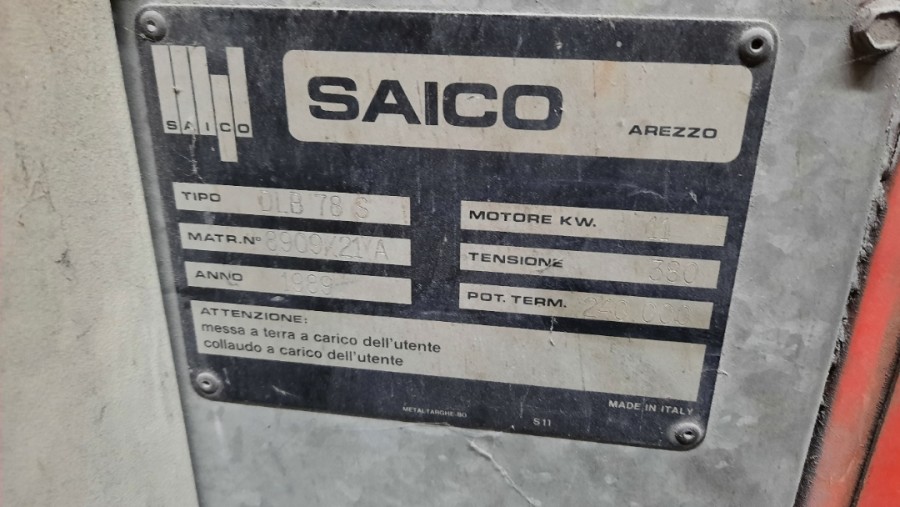 SAICO
SAICO AREZZO
TIPO DLB 78 S
MATR.N° 8909/21/A
ANNO 1989
MOTORE KW.
TENSIONE 380
POT. TERM.
ATTENZIONE:
messa a terra a carico dell'utente
collaudo a carico dell'utente
METALTARGHE-BO
S11
MADE IN ITALY